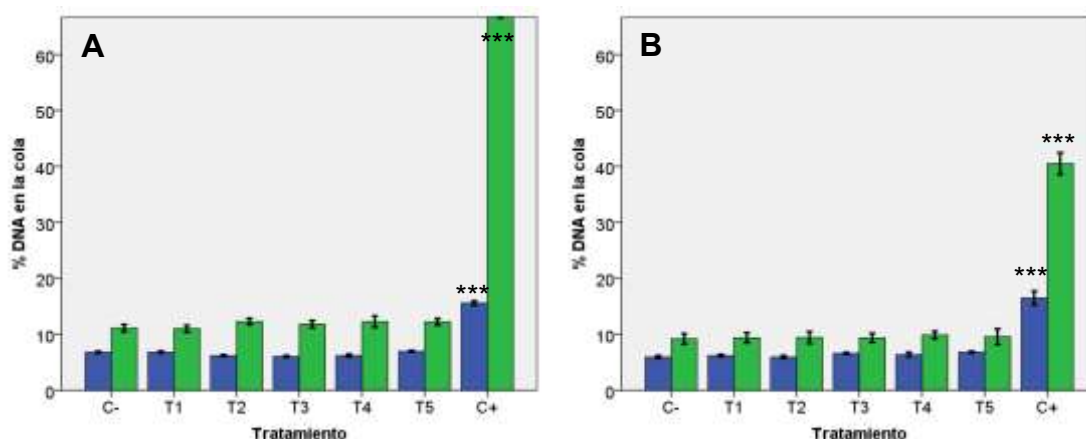 A
% DNA en la cola
60
50
40
30
20
10
0
***
***
C- T1 T2 T3 T4 T5 C+
Tratamiento
B
% DNA en la cola
60
50
40
30
20
10
0
***
***
C- T1 T2 T3 T4 T5 C+
Tratamiento